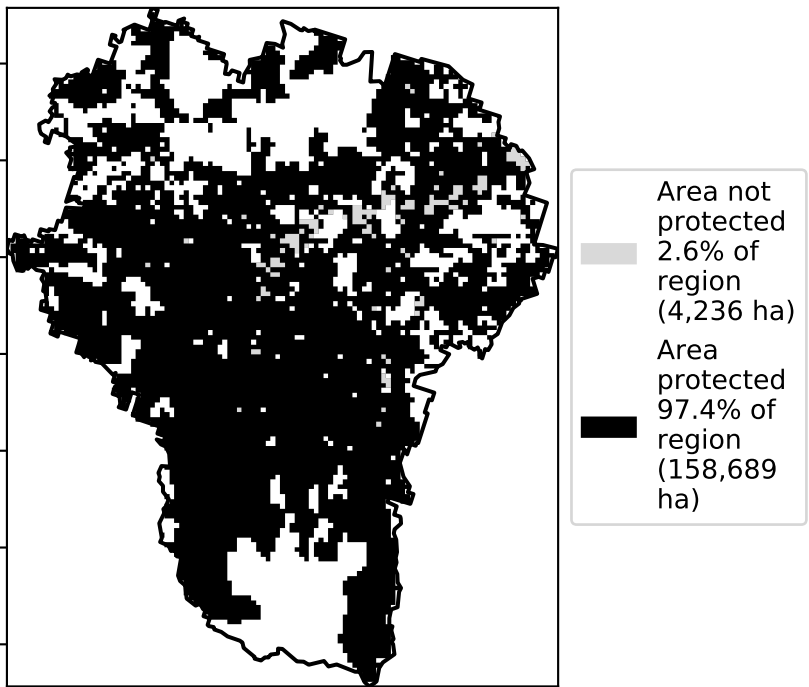 Area not
protected
2.6% of
region
(4,236 ha)
Area
protected
97.4% of
region
(158,689
ha)